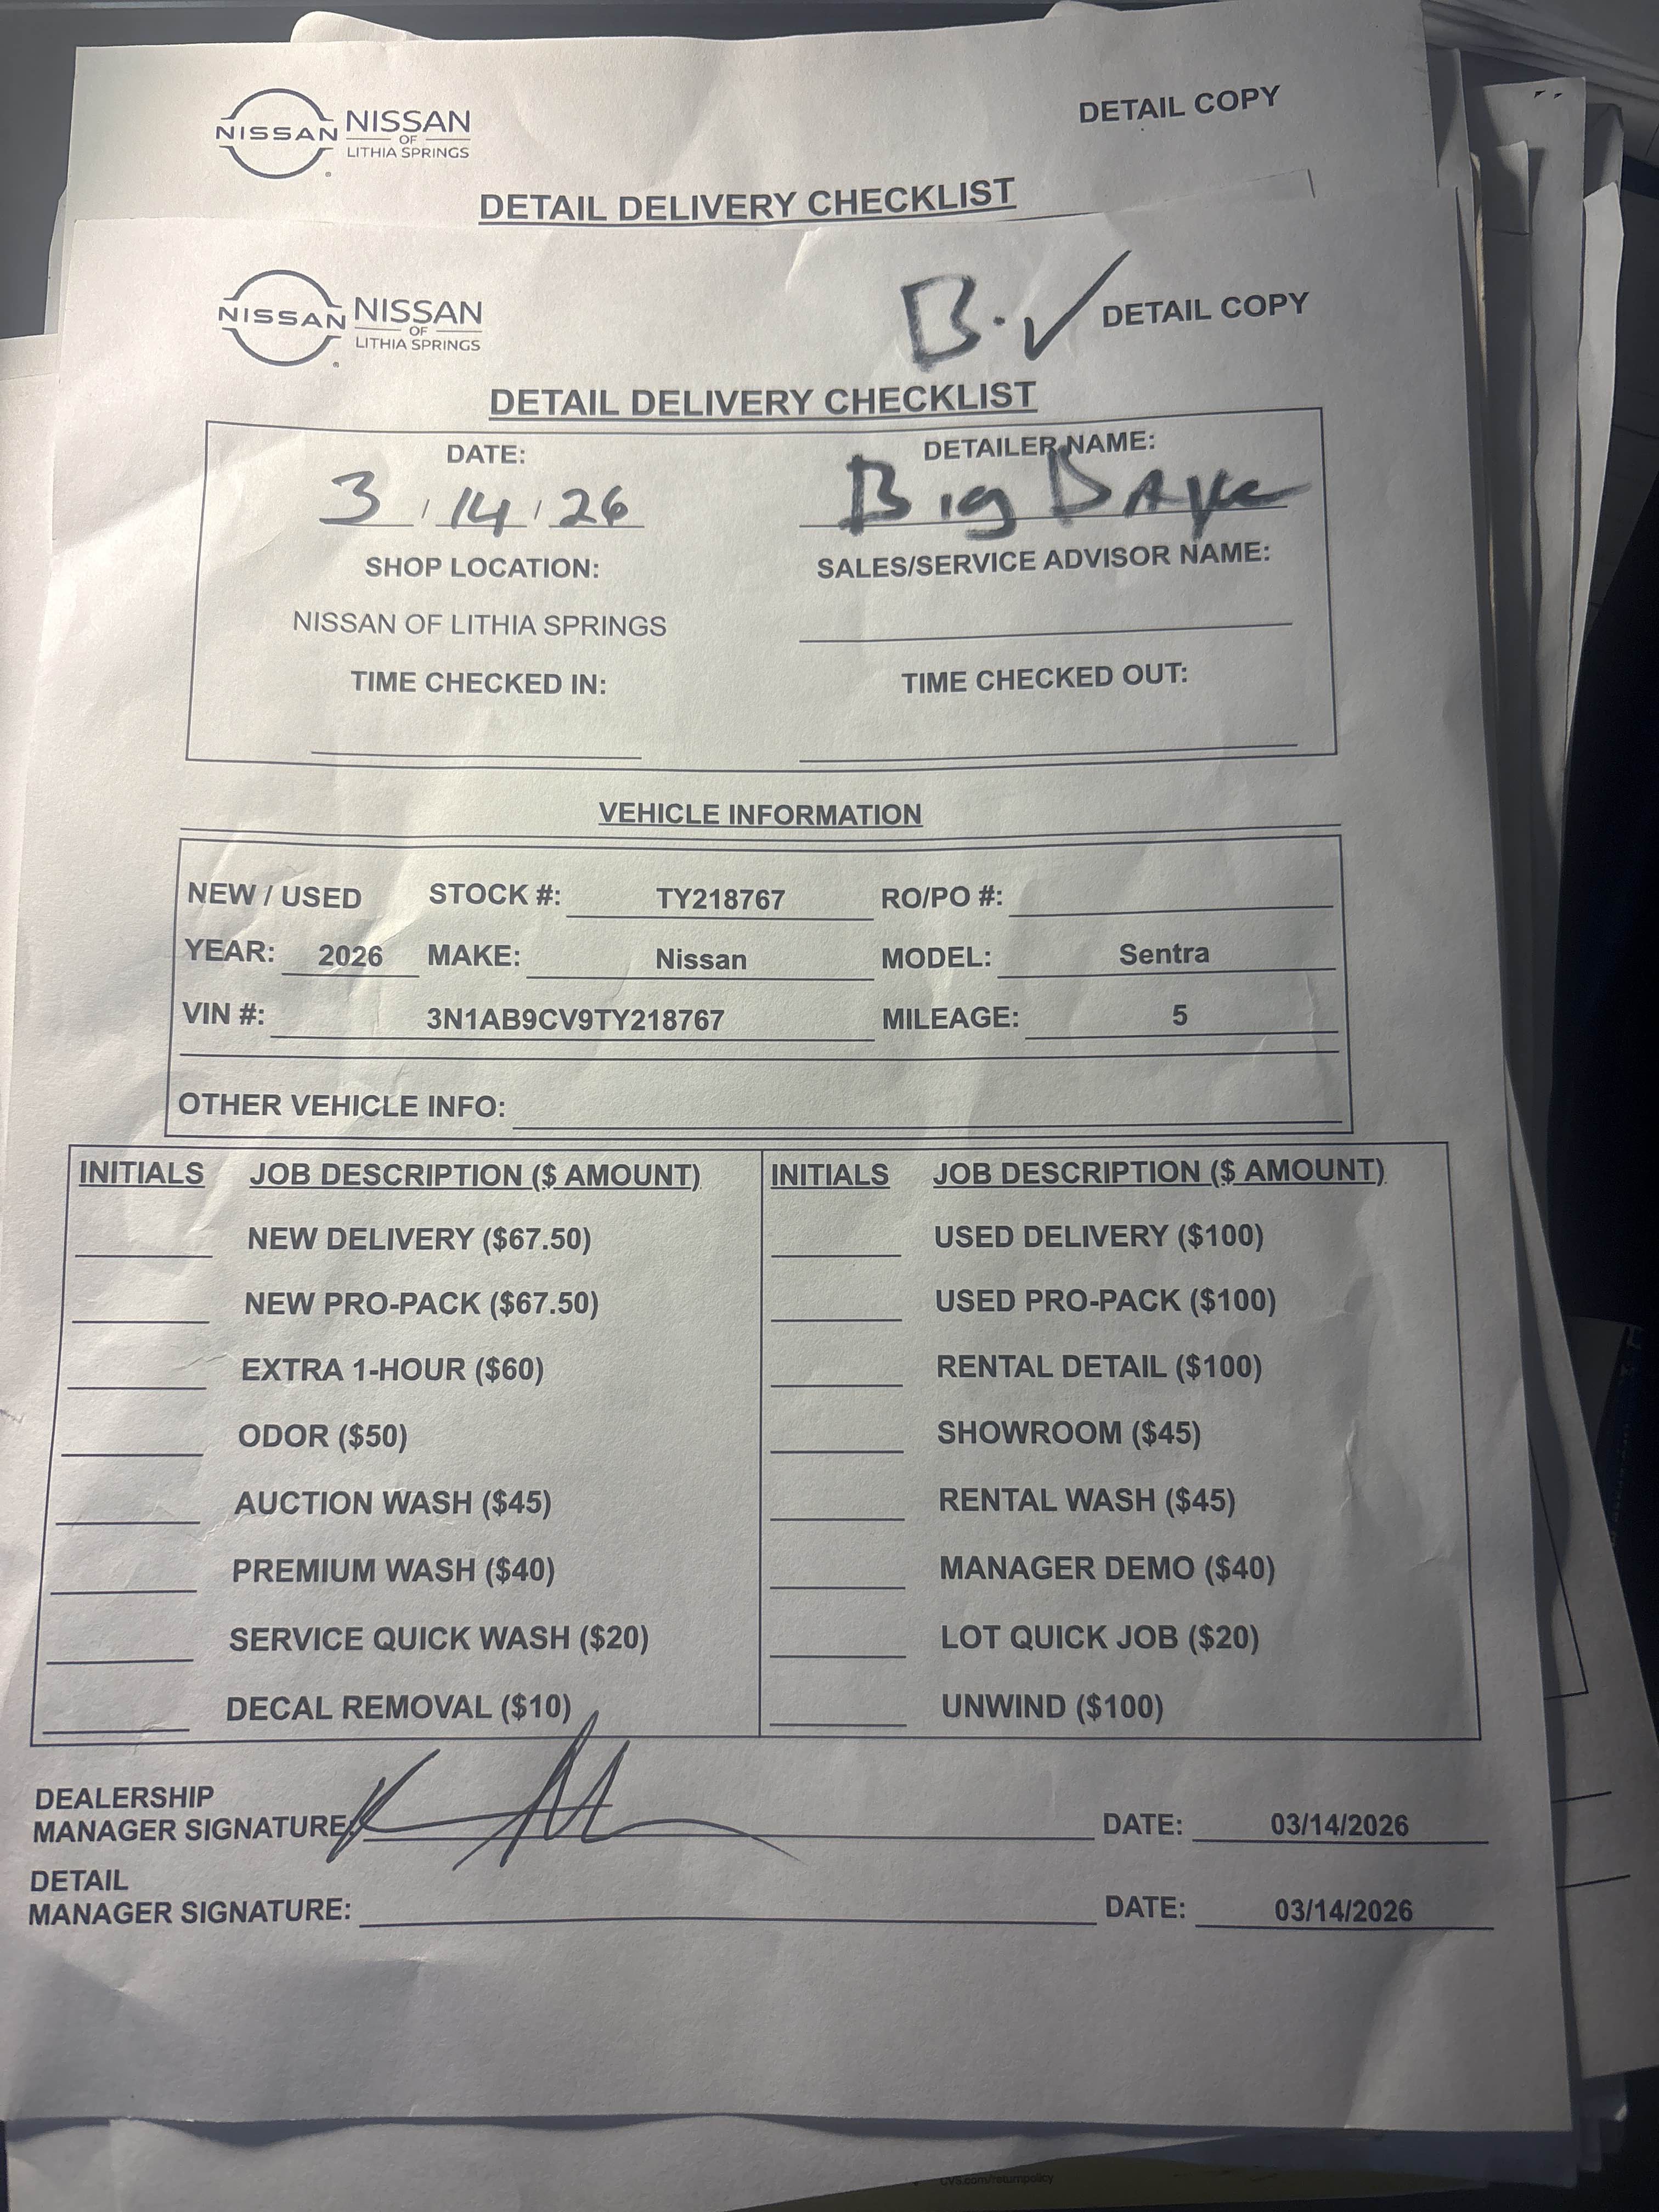 NISSAN NISSAN OF LITHIA SPRINGS
DETAIL COPY
DETAIL DELIVERY CHECKLIST
NISSAN NISSAN OF LITHIA SPRINGS
B.✓ DETAIL COPY
DETAIL DELIVERY CHECKLIST
DATE: DETAILER NAME:
3 / 14 / 26 Big Dave
SHOP LOCATION: SALES/SERVICE ADVISOR NAME:
NISSAN OF LITHIA SPRINGS
TIME CHECKED IN: TIME CHECKED OUT:
VEHICLE INFORMATION
NEW / USED STOCK #: TY218767 RO/PO #:
YEAR: 2026 MAKE: Nissan MODEL: Sentra
VIN #: 3N1AB9CV9TY218767 MILEAGE: 5
OTHER VEHICLE INFO:
INITIALS JOB DESCRIPTION ($ AMOUNT) INITIALS JOB DESCRIPTION ($ AMOUNT)
NEW DELIVERY ($67.50) USED DELIVERY ($100)
NEW PRO-PACK ($67.50) USED PRO-PACK ($100)
EXTRA 1-HOUR ($60) RENTAL DETAIL ($100)
ODOR ($50) SHOWROOM ($45)
AUCTION WASH ($45) RENTAL WASH ($45)
PREMIUM WASH ($40) MANAGER DEMO ($40)
SERVICE QUICK WASH ($20) LOT QUICK JOB ($20)
DECAL REMOVAL ($10) UNWIND ($100)
DEALERSHIP
MANAGER SIGNATURE: DATE: 03/14/2026
DETAIL
MANAGER SIGNATURE: DATE: 03/14/2026
CVS.com/returnpolicy